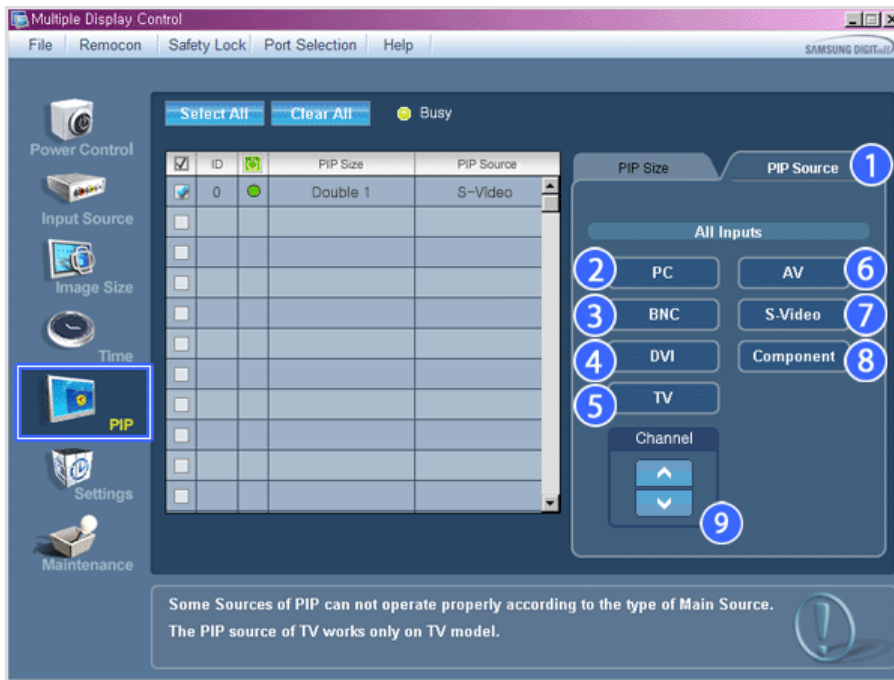 Multiple Display Control
File Remocon Safety Lock Port Selection Help
SAMSUNG DIGITall
Select All Clear All Busy
Power Control
Input Source
Image Size
Time
PIP
Settings
Maintenance
ID PIP Size PIP Source
0 Double 1 S-Video
PIP Size PIP Source 1
All Inputs
2 PC AV 6
3 BNC S-Video 7
4 DVI Component 8
5 TV
Channel
9
Some Sources of PIP can not operate properly according to the type of Main Source.
The PIP source of TV works only on TV model.